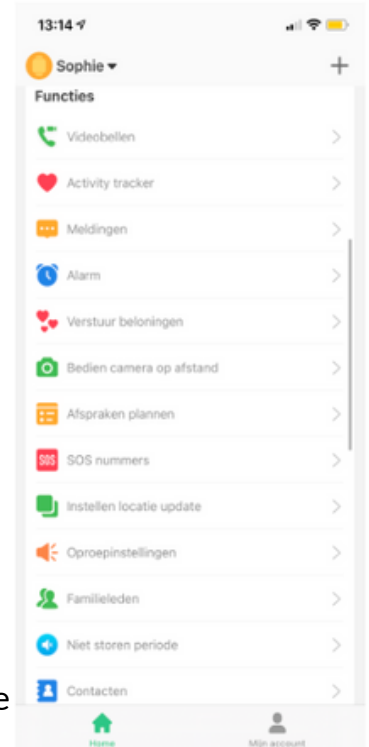 13:14
Sophie
Functies
Videobellen
Activity tracker
Meldingen
Alarm
Verstuur beloningen
Bedien camera op afstand
Afspraken plannen
SOS SOS nummers
Instellen locatie update
Oproepinstellingen
Familieleden
Niet storen periode
e
Contacten
Home Mijn account